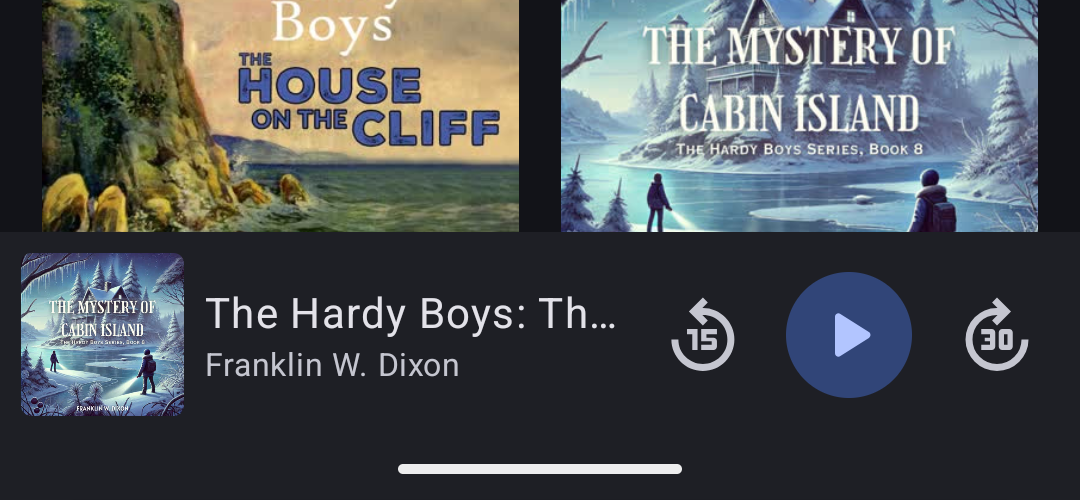 Boys
THE
HOUSE
ON THE CLIFF
THE MYSTERY OF
CABIN ISLAND
THE HARDY BOYS SERIES, BOOK 8
THE MYSTERY OF
CABIN ISLAND
THE HARDY BOYS SERIES, BOOK 8
FRANKLIN W. DIXON
The Hardy Boys: Th…
Franklin W. Dixon
15
30